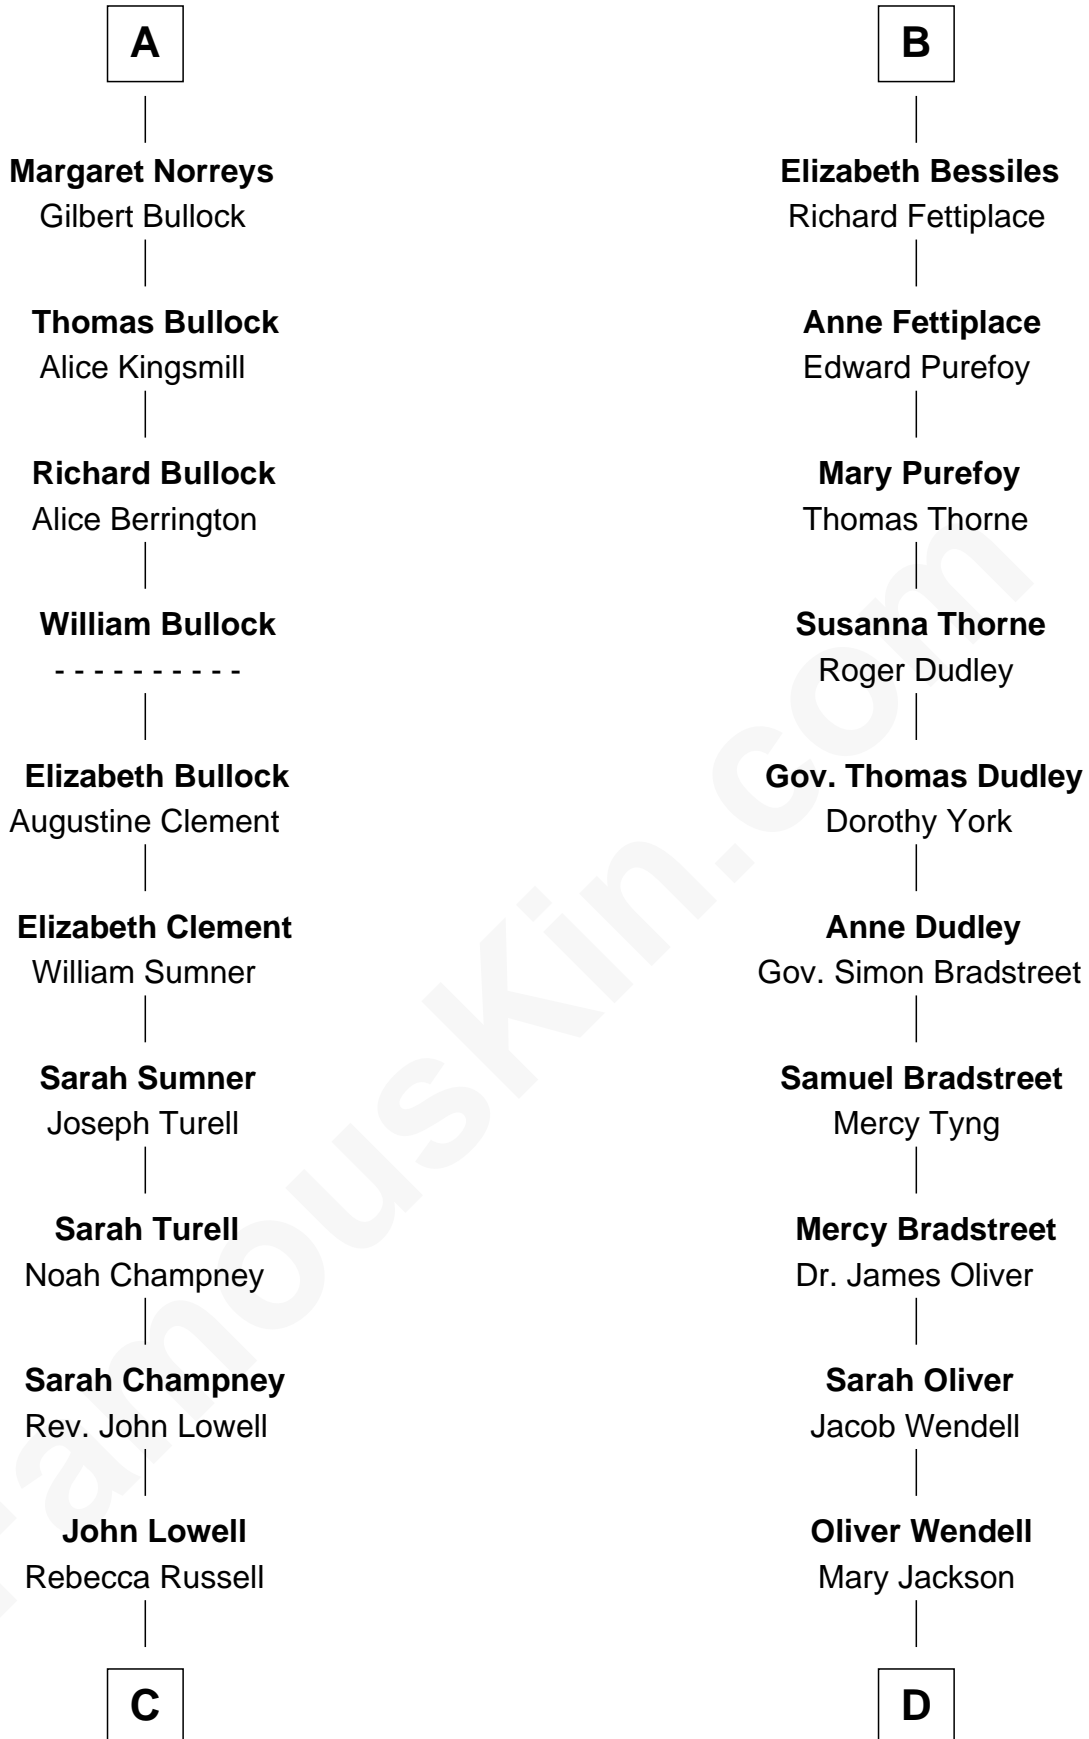 A
Margaret Norreys
Gilbert Bullock
Thomas Bullock
Alice Kingsmill
Richard Bullock
Alice Berrington
William Bullock
- - - - - - - - - -
Elizabeth Bullock
Augustine Clement
Elizabeth Clement
William Sumner
Sarah Sumner
Joseph Turell
Sarah Turell
Noah Champney
Sarah Champney
Rev. John Lowell
John Lowell
Rebecca Russell
C
B
Elizabeth Bessiles
Richard Fettiplace
Anne Fettiplace
Edward Purefoy
Mary Purefoy
Thomas Thorne
Susanna Thorne
Roger Dudley
Gov. Thomas Dudley
Dorothy York
Anne Dudley
Gov. Simon Bradstreet
Samuel Bradstreet
Mercy Tyng
Mercy Bradstreet
Dr. James Oliver
Sarah Oliver
Jacob Wendell
Oliver Wendell
Mary Jackson
D
FamousKin.com